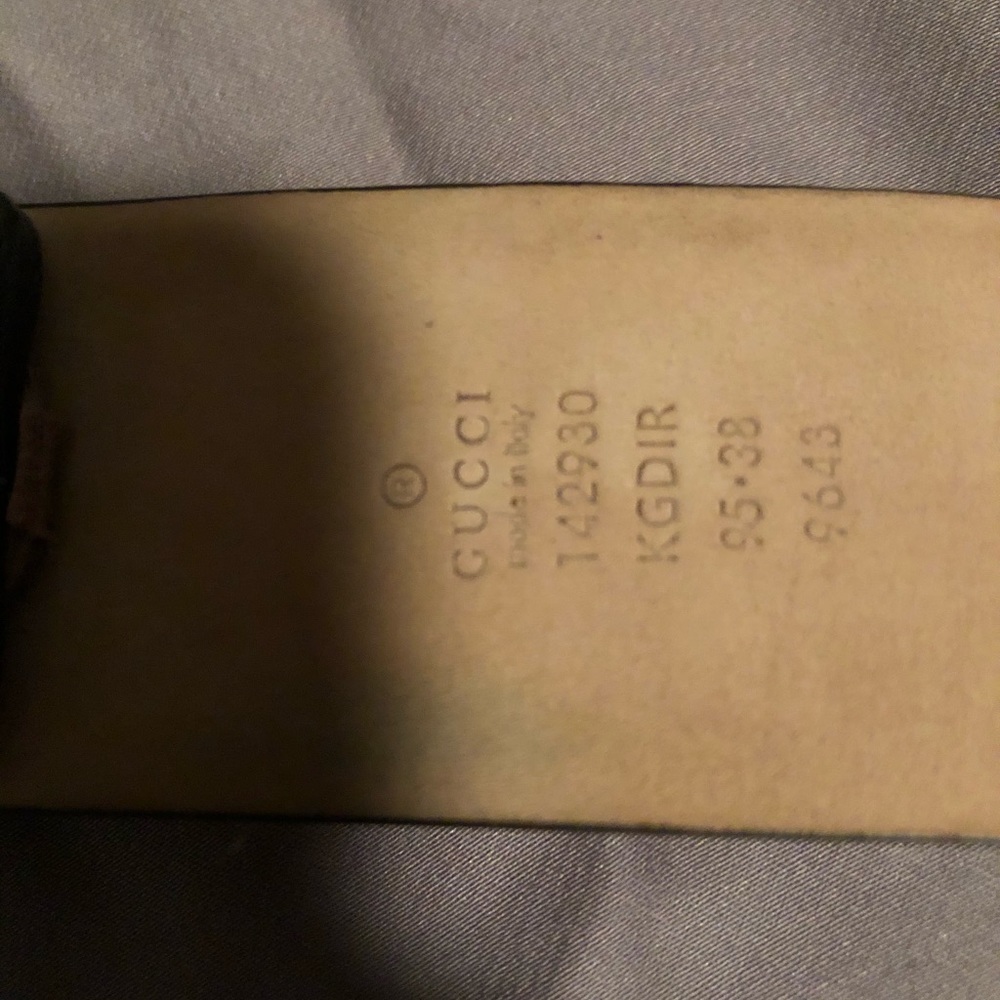 ®
GUCCI
made in Italy
142930
KGDIR
95·38
9643